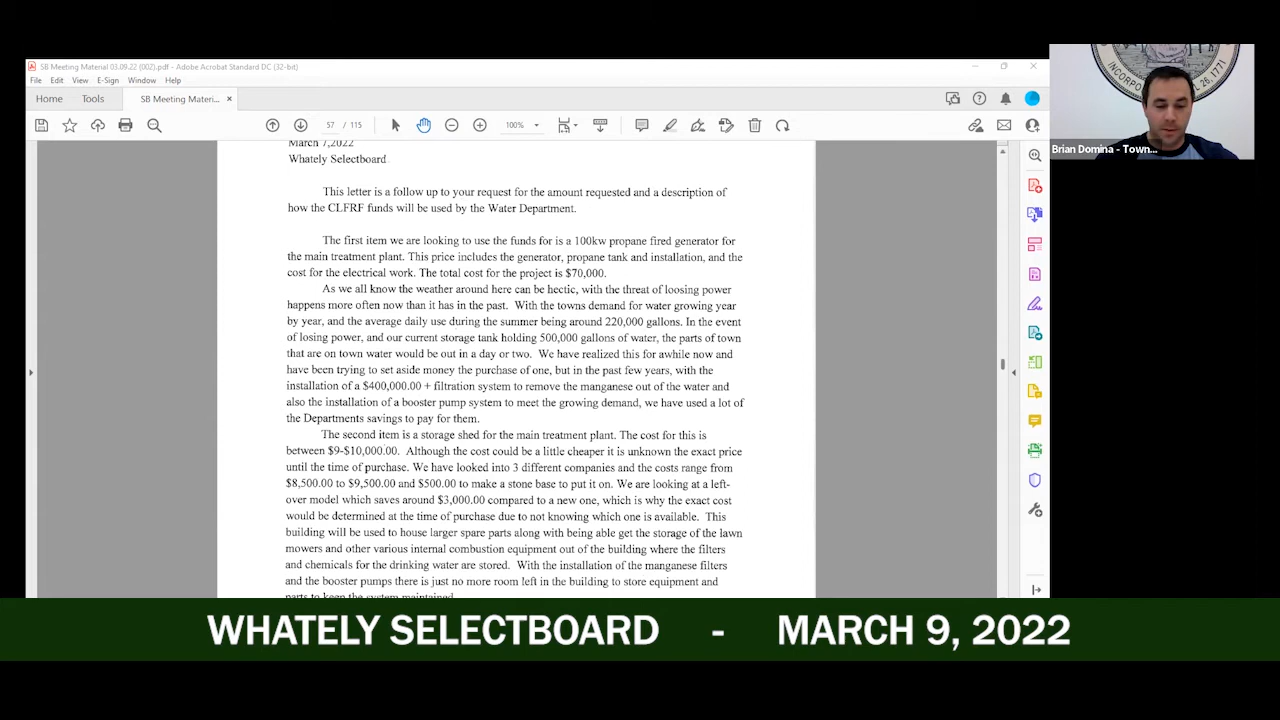 SB Meeting Material 03.09.22 (002).pdf - Adobe Acrobat Standard DC (32-bit)
File Edit View E-Sign Window Help
Home Tools SB Meeting Materi... ×
57 / 115 100%
March 7,2022
Whately Selectboard
This letter is a follow up to your request for the amount requested and a description of
how the CLFRF funds will be used by the Water Department.
The first item we are looking to use the funds for is a 100kw propane fired generator for
the main treatment plant. This price includes the generator, propane tank and installation, and the
cost for the electrical work. The total cost for the project is $70,000.
As we all know the weather around here can be hectic, with the threat of loosing power
happens more often now than it has in the past. With the towns demand for water growing year
by year, and the average daily use during the summer being around 220,000 gallons. In the event
of losing power, and our current storage tank holding 500,000 gallons of water, the parts of town
that are on town water would be out in a day or two. We have realized this for awhile now and
have been trying to set aside money the purchase of one, but in the past few years, with the
installation of a $400,000.00 + filtration system to remove the manganese out of the water and
also the installation of a booster pump system to meet the growing demand, we have used a lot of
the Departments savings to pay for them.
The second item is a storage shed for the main treatment plant. The cost for this is
between $9-$10,000.00. Although the cost could be a little cheaper it is unknown the exact price
until the time of purchase. We have looked into 3 different companies and the costs range from
$8,500.00 to $9,500.00 and $500.00 to make a stone base to put it on. We are looking at a left-
over model which saves around $3,000.00 compared to a new one, which is why the exact cost
would be determined at the time of purchase due to not knowing which one is available. This
building will be used to house larger spare parts along with being able get the storage of the lawn
mowers and other various internal combustion equipment out of the building where the filters
and chemicals for the drinking water are stored. With the installation of the manganese filters
and the booster pumps there is just no more room left in the building to store equipment and
parts to keep the system maintained.
Brian Domina - Town...
WHATELY SELECTBOARD - MARCH 9, 2022